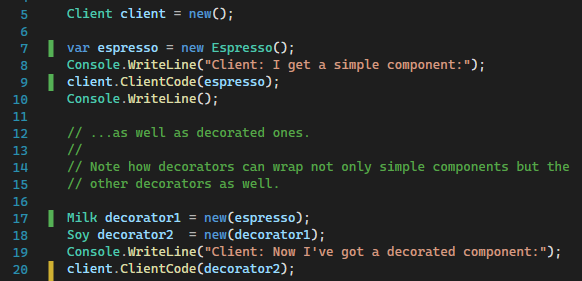 5 Client client = new();
6
7 var espresso = new Espresso();
8 Console.WriteLine("Client: I get a simple component:");
9 client.ClientCode(espresso);
10 Console.WriteLine();
11
12 // ...as well as decorated ones.
13 //
14 // Note how decorators can wrap not only simple components but the
15 // other decorators as well.
16
17 Milk decorator1 = new(espresso);
18 Soy decorator2  = new(decorator1);
19 Console.WriteLine("Client: Now I've got a decorated component:");
20 client.ClientCode(decorator2);